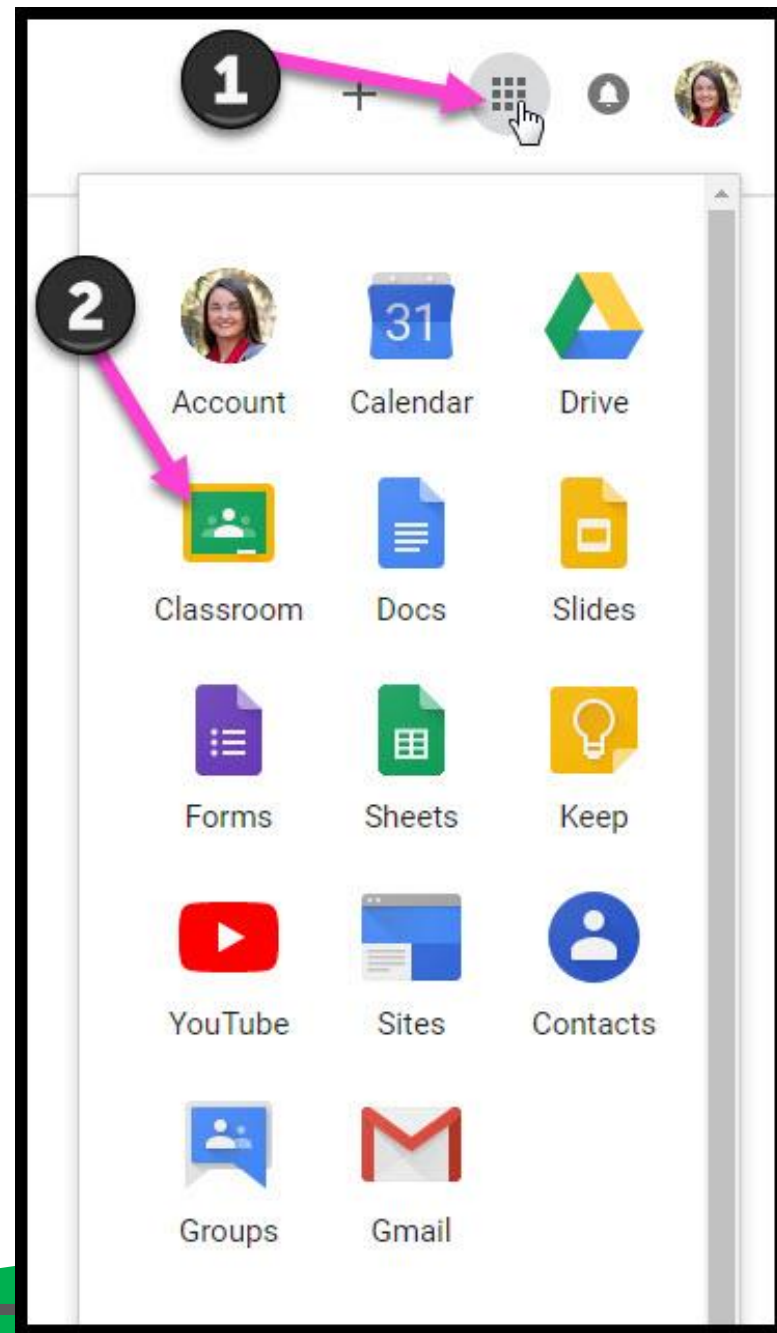 1
2
31
Account Calendar Drive
Classroom Docs Slides
Forms Sheets Keep
YouTube Sites Contacts
Groups Gmail